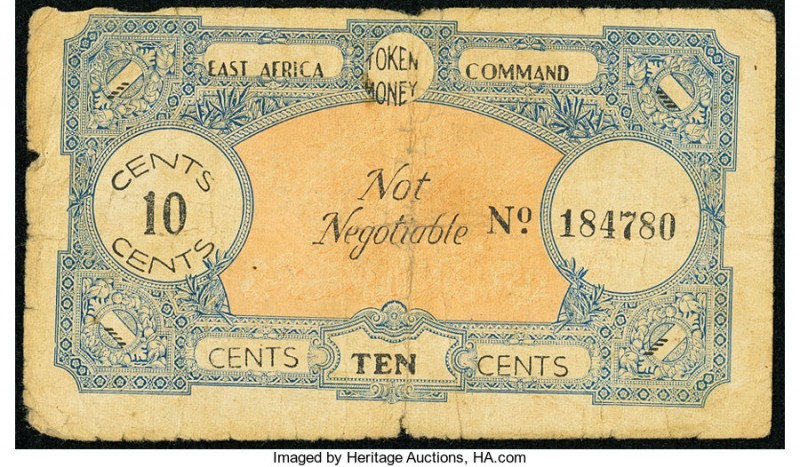 EAST AFRICA
TOKEN
MONEY
COMMAND
CENTS
10
CENTS
Not
Negotiable
No. 184780
CENTS
TEN
CENTS
Imaged by Heritage Auctions, HA.com